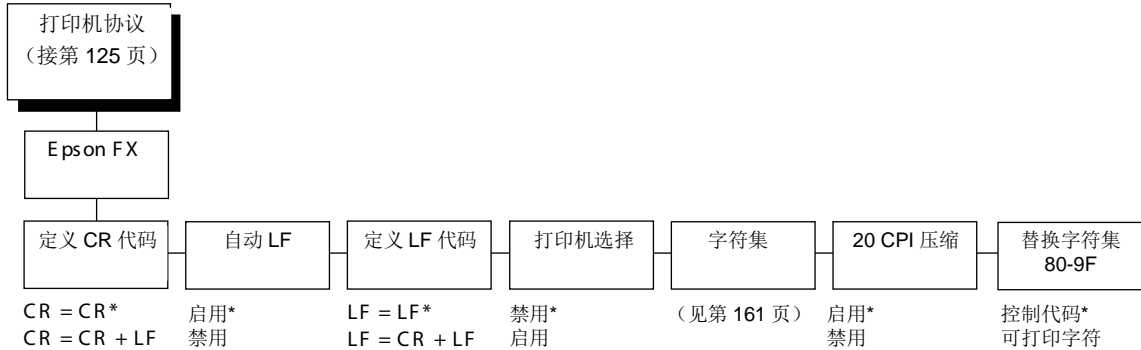 打印机协议
（接第 125 页）
Epson FX
定义 CR 代码
自动 LF
定义 LF 代码
打印机选择
字符集
20 CPI 压缩
替换字符集
80-9F
CR = CR*
CR = CR + LF
启用*
禁用
LF = LF*
LF = CR + LF
禁用*
启用
（见第 161 页）
启用*
禁用
控制代码*
可打印字符